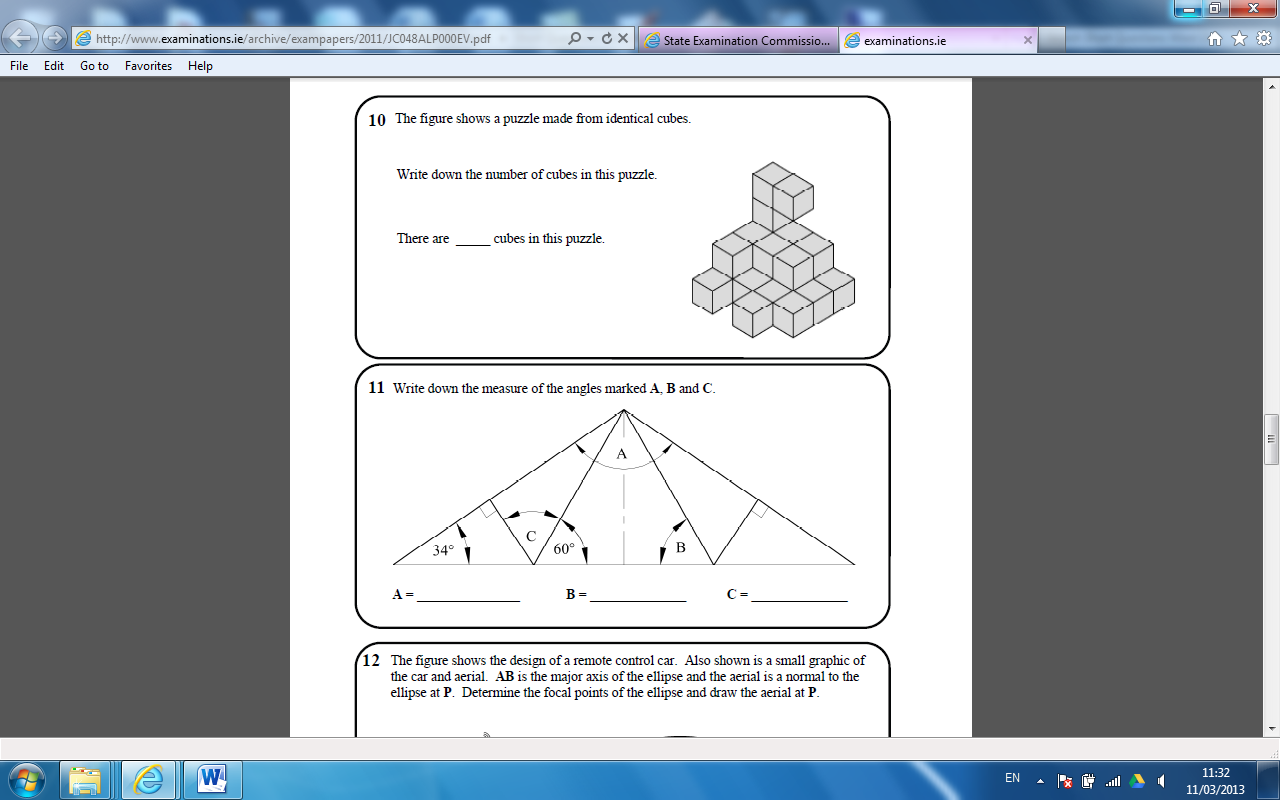 http://www.examinations.ie/archive/exampapers/2011/JC048ALP000EV.pdf
State Examination Commissio...
examinations.ie
File Edit Go to Favorites Help
10 The figure shows a puzzle made from identical cubes.
Write down the number of cubes in this puzzle.
There are _____ cubes in this puzzle.
11 Write down the measure of the angles marked A, B and C.
A
C
34°
60°
B
A = _______________ B = ______________ C = ______________
12 The figure shows the design of a remote control car. Also shown is a small graphic of
the car and aerial. AB is the major axis of the ellipse and the aerial is a normal to the
ellipse at P. Determine the focal points of the ellipse and draw the aerial at P.
EN
11:32
11/03/2013